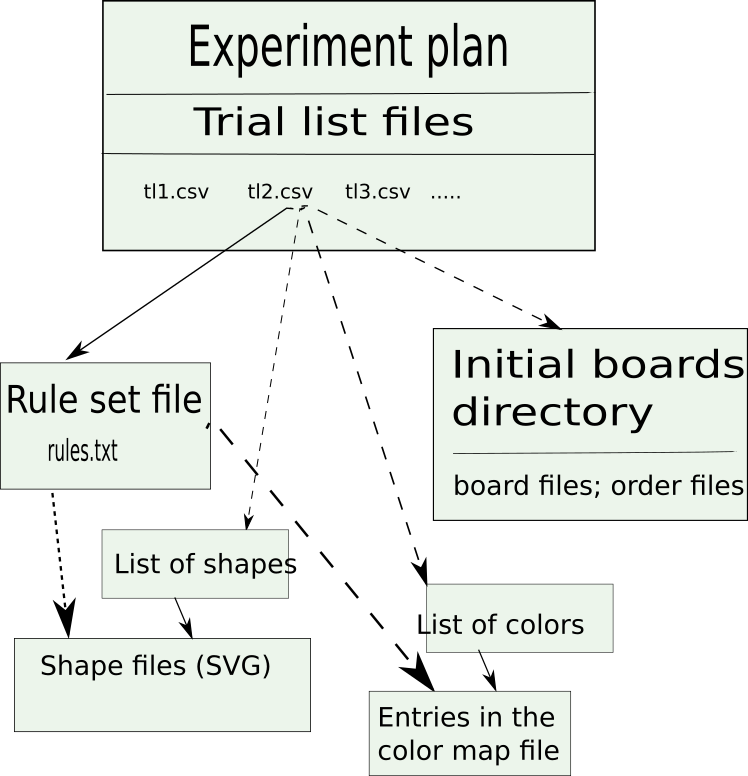 Experiment plan
Trial list files
tl1.csv tl2.csv tl3.csv .....
Rule set file
rules.txt
Initial boards
directory
board files; order files
List of shapes
List of colors
Shape files (SVG)
Entries in the
color map file